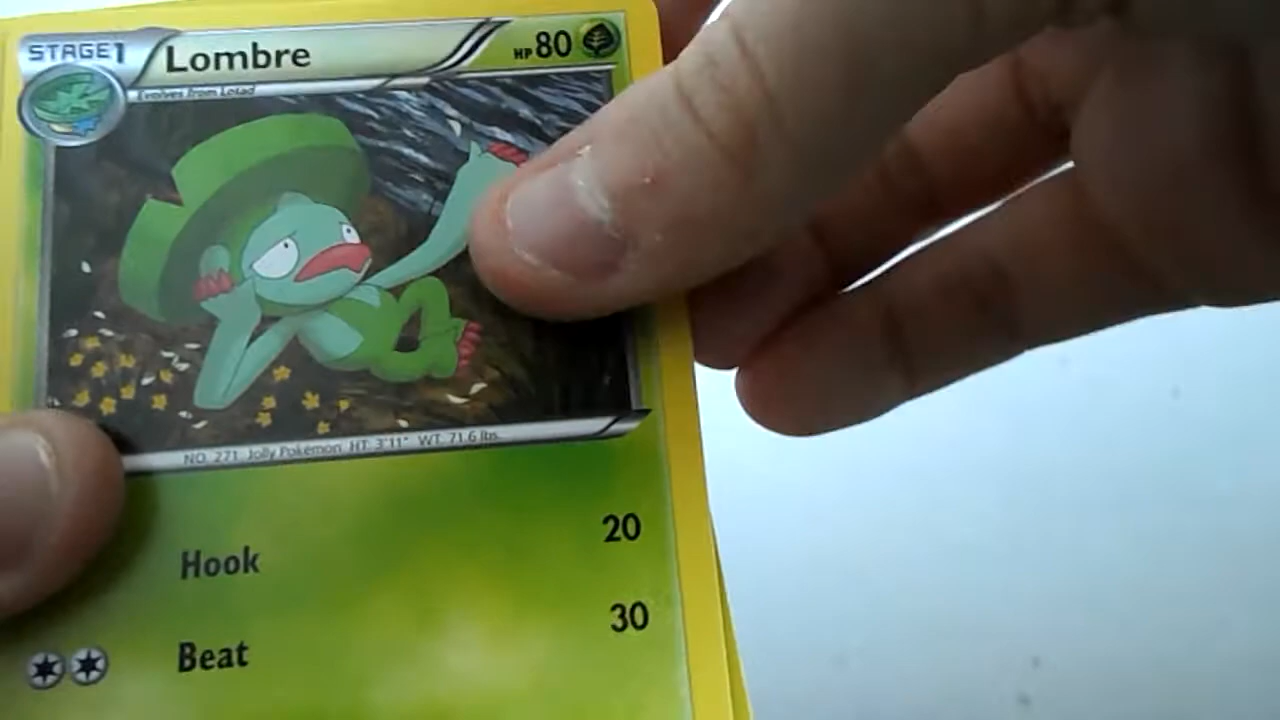 STAGE1 Lombre HP80
Evolves from Lotad
NO. 271 Jolly Pokémon HT: 3'11" WT: 71.6 lbs.
Hook 20
Beat 30